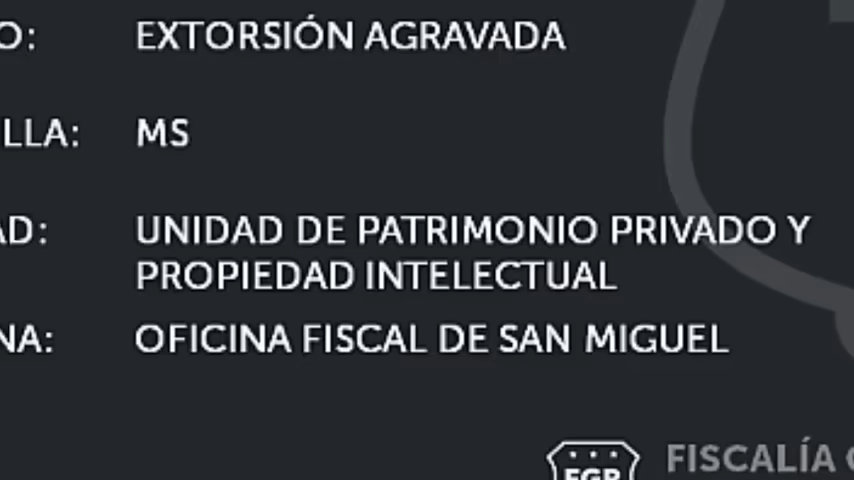 O: EXTORSIÓN AGRAVADA
LLA: MS
AD: UNIDAD DE PATRIMONIO PRIVADO Y
PROPIEDAD INTELECTUAL
NA: OFICINA FISCAL DE SAN MIGUEL
FGR FISCALÍA